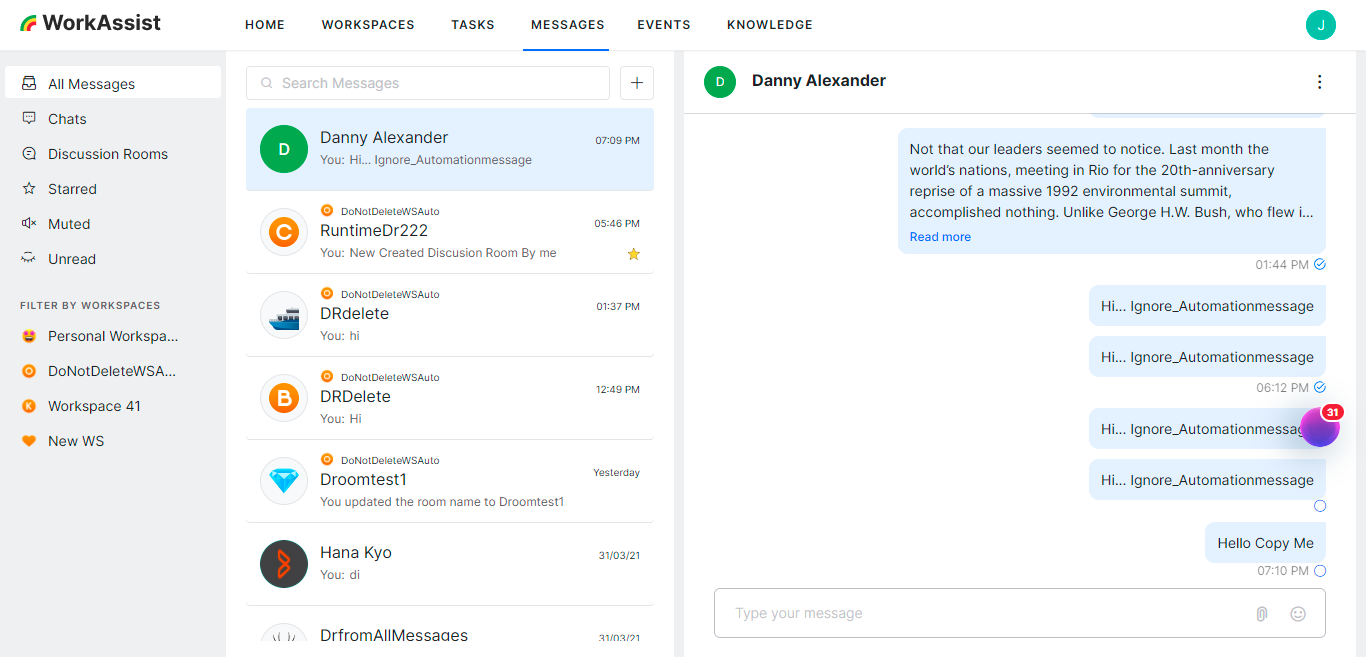 WorkAssist
HOME WORKSPACES TASKS MESSAGES EVENTS KNOWLEDGE
J
All Messages
Chats
Discussion Rooms
Starred
Muted
Unread
FILTER BY WORKSPACES
Personal Workspa...
DoNotDeleteWSA...
K Workspace 41
New WS
Search Messages
D
Danny Alexander 07:09 PM
You: Hi... Ignore_Automationmessage
DoNotDeleteWSAuto
C RuntimeDr222 05:46 PM
You: New Created Discusion Room By me
DoNotDeleteWSAuto
DRdelete 01:37 PM
You: hi
DoNotDeleteWSAuto
B DRDelete 12:49 PM
You: Hi
DoNotDeleteWSAuto
Droomtest1 Yesterday
You updated the room name to Droomtest1
Hana Kyo 31/03/21
You: di
DrfromAllMessages 31/03/21
D Danny Alexander
Not that our leaders seemed to notice. Last month the
world's nations, meeting in Rio for the 20th-anniversary
reprise of a massive 1992 environmental summit,
accomplished nothing. Unlike George H.W. Bush, who flew i...
Read more
01:44 PM
Hi... Ignore_Automationmessage
Hi... Ignore_Automationmessage
06:12 PM
31
Hi... Ignore_Automationmessag
Hi... Ignore_Automationmessage
Hello Copy Me
07:10 PM
Type your message